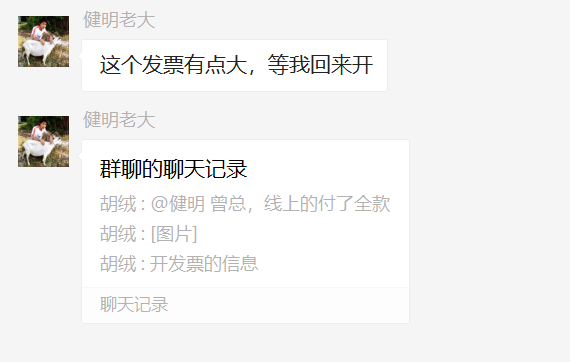 健明老大
这个发票有点大，等我回来开
健明老大
群聊的聊天记录
胡绒 : @健明 曾总，线上的付了全款
胡绒 : [图片]
胡绒 : 开发票的信息
聊天记录